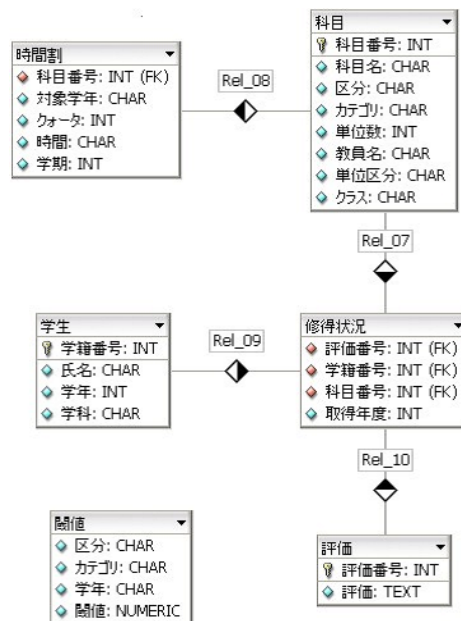 時間割
科目番号: INT (FK)
対象学年: CHAR
クォータ: INT
時間: CHAR
学期: INT
Rel_08
科目
科目番号: INT
科目名: CHAR
区分: CHAR
カテゴリ: CHAR
単位数: INT
教員名: CHAR
単位区分: CHAR
クラス: CHAR
Rel_07
学生
学籍番号: INT
氏名: CHAR
学年: INT
学科: CHAR
Rel_09
修得状況
評価番号: INT (FK)
学籍番号: INT (FK)
科目番号: INT (FK)
取得年度: INT
Rel_10
閾値
区分: CHAR
カテゴリ: CHAR
学年: CHAR
閾値: NUMERIC
評価
評価番号: INT
評価: TEXT